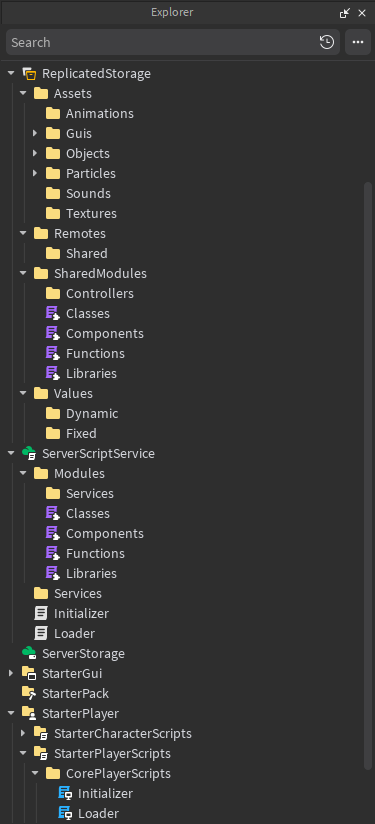 Explorer
Search
ReplicatedStorage
Assets
Animations
Guis
Objects
Particles
Sounds
Textures
Remotes
Shared
SharedModules
Controllers
Classes
Components
Functions
Libraries
Values
Dynamic
Fixed
ServerScriptService
Modules
Services
Classes
Components
Functions
Libraries
Services
Initializer
Loader
ServerStorage
StarterGui
StarterPack
StarterPlayer
StarterCharacterScripts
StarterPlayerScripts
CorePlayerScripts
Initializer
Loader